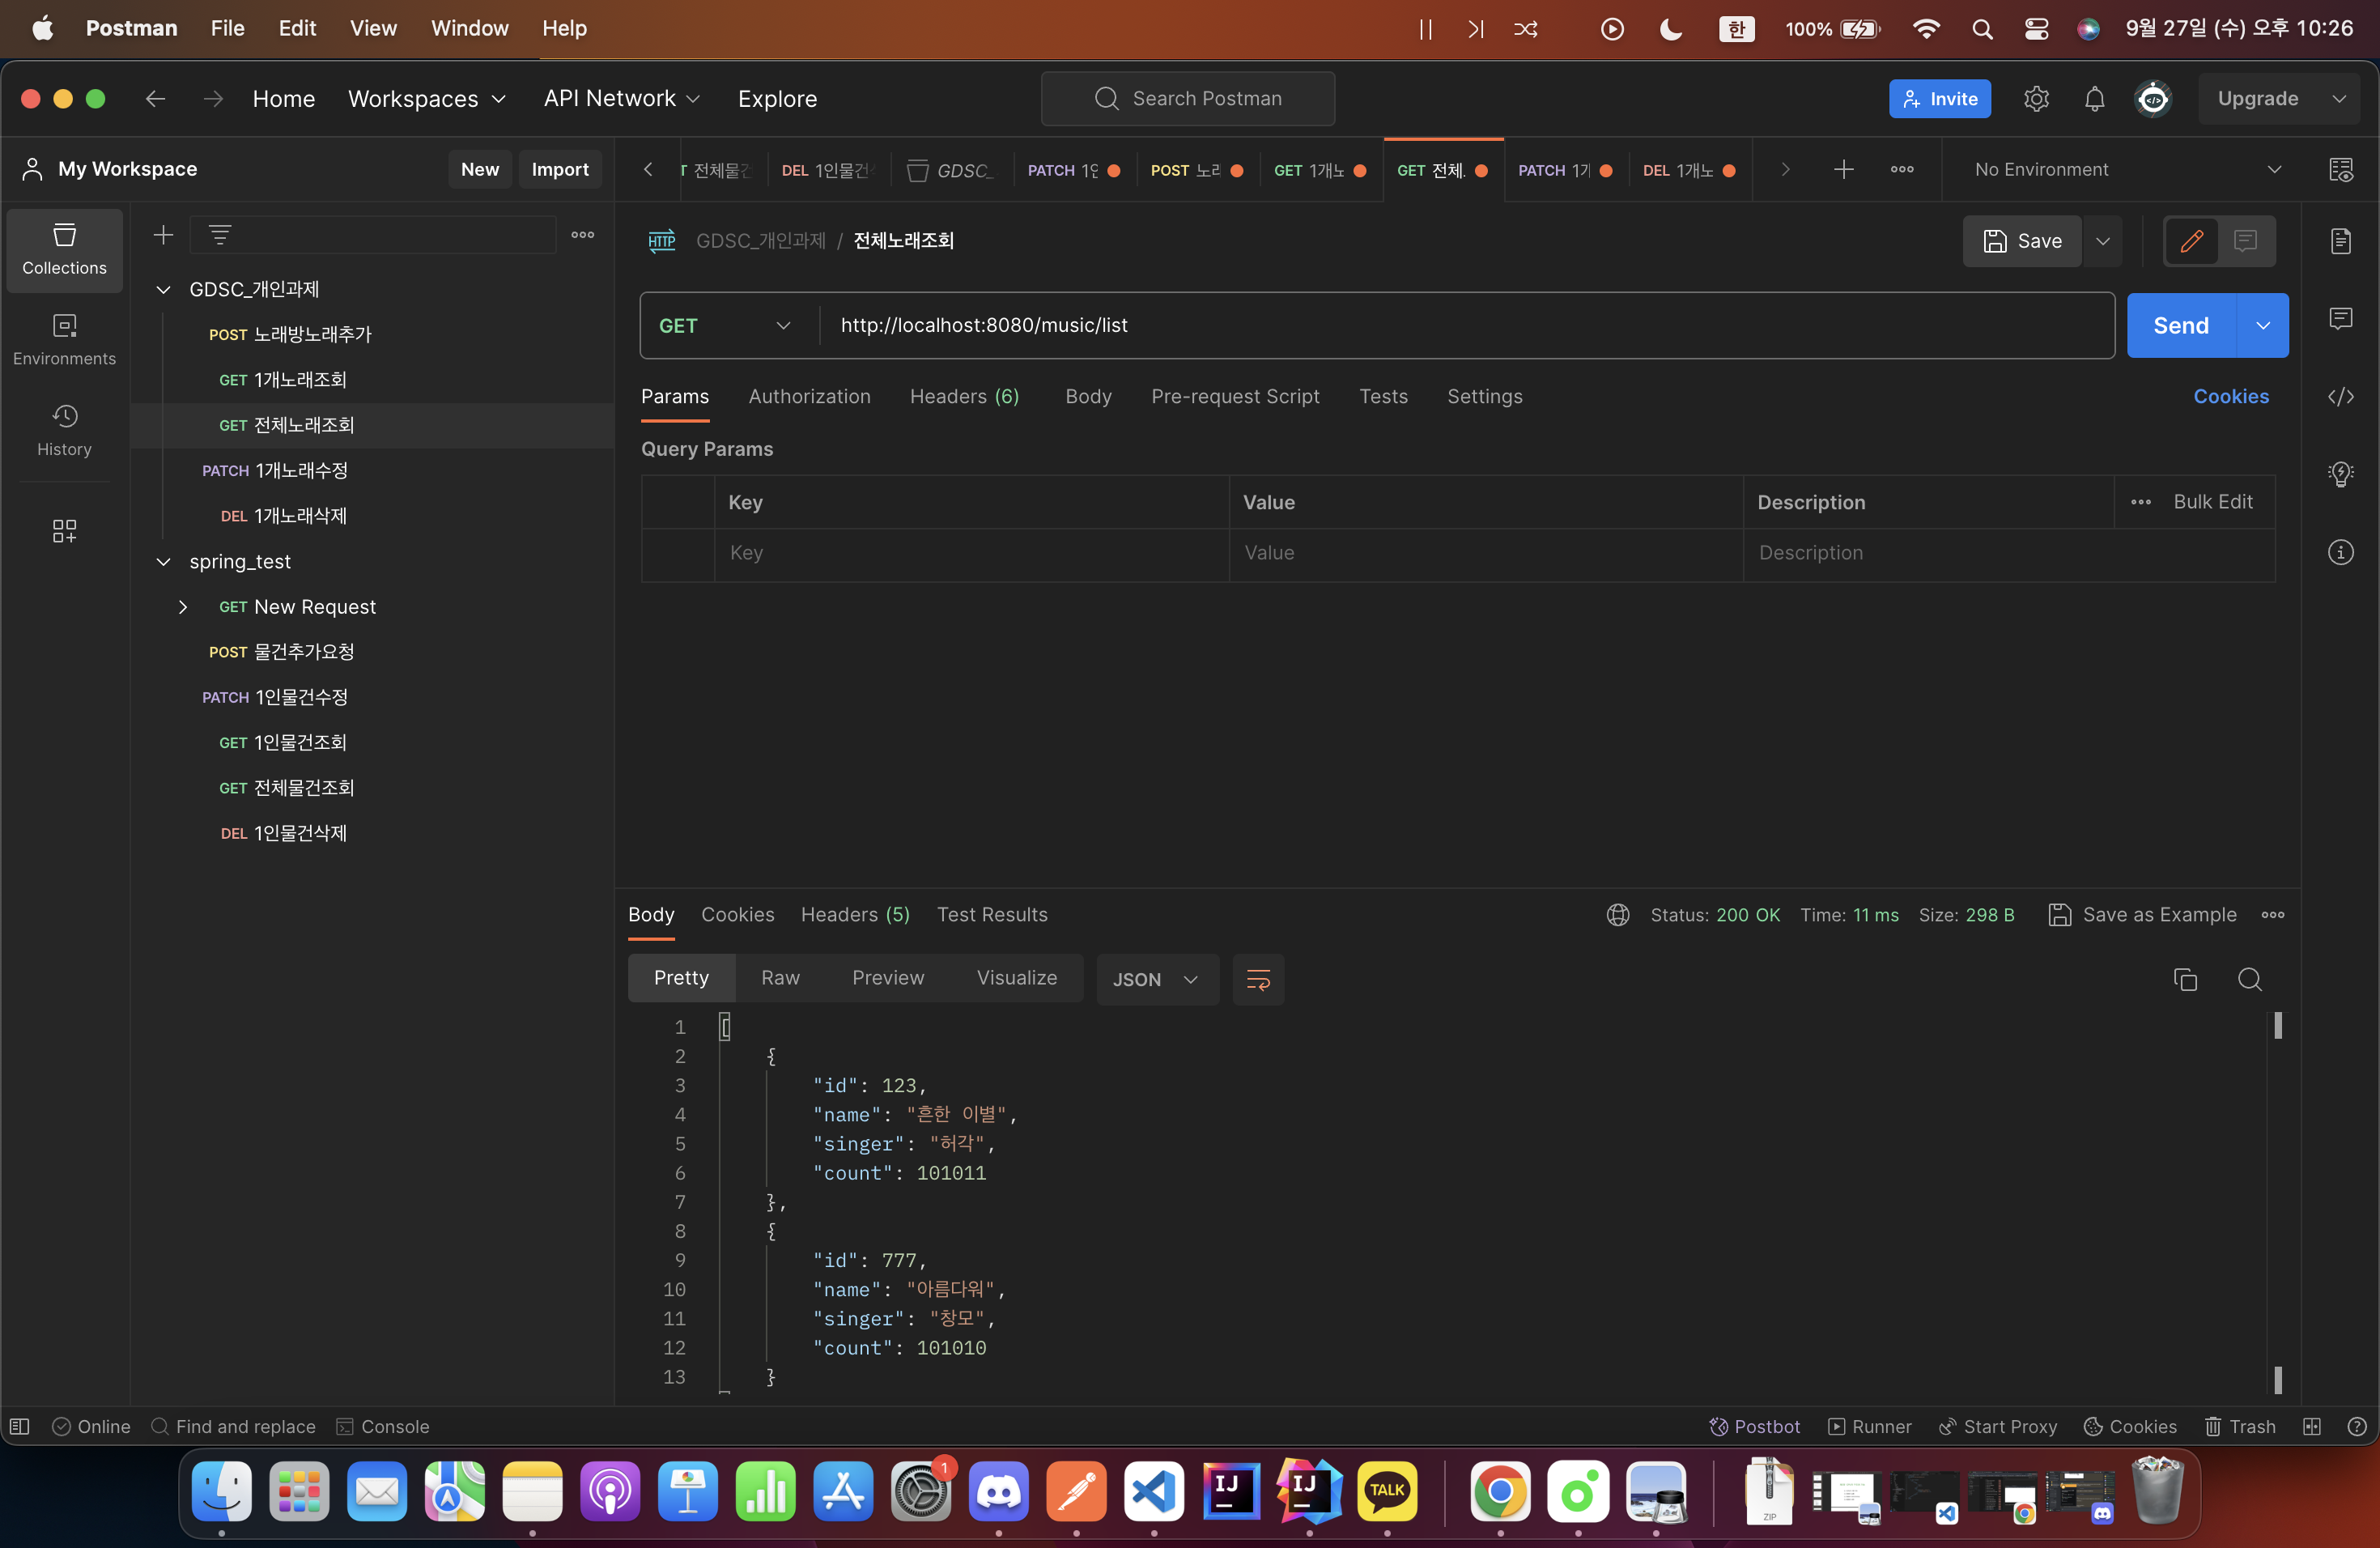 Postman File Edit View Window Help 한 100% 9월 27일 (수) 오후 10:26
Home Workspaces API Network Explore Search Postman Invite Upgrade
My Workspace New Import
전체물건 DEL 1인물건 GDSC_ PATCH POST 노래 GET 1개노 GET 전체. PATCH DEL 1개노 No Environment
Collections
Environments
History
GDSC_개인과제
POST 노래방노래추가
GET 1개노래조회
GET 전체노래조회
PATCH 1개노래수정
DEL 1개노래삭제
spring_test
GET New Request
POST 물건추가요청
PATCH 1인물건수정
GET 1인물건조회
GET 전체물건조회
DEL 1인물건삭제
HTTP GDSC_개인과제 / 전체노래조회 Save
GET http://localhost:8080/music/list Send
Params Authorization Headers (6) Body Pre-request Script Tests Settings Cookies
Query Params
Key Value Description Bulk Edit
Key Value Description
Body Cookies Headers (5) Test Results Status: 200 OK Time: 11 ms Size: 298 B Save as Example
Pretty Raw Preview Visualize JSON
1 [
2 {
3 "id": 123,
4 "name": "흔한 이별",
5 "singer": "허각",
6 "count": 101011
7 },
8 {
9 "id": 777,
10 "name": "아름다워",
11 "singer": "창모",
12 "count": 101010
13 }
Online Find and replace Console Postbot Runner Start Proxy Cookies Trash
1 IJ IJ TALK ZIP